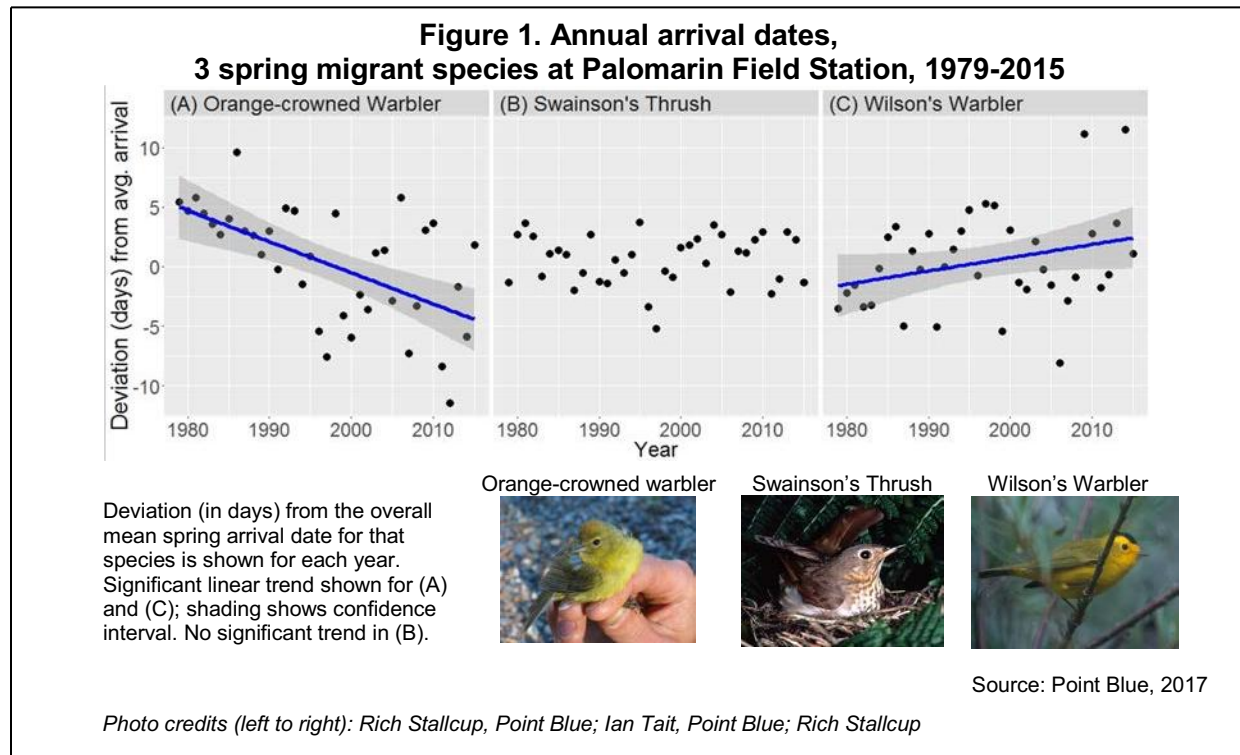 Figure 1. Annual arrival dates,
3 spring migrant species at Palomarin Field Station, 1979-2015
(A) Orange-crowned Warbler
(B) Swainson's Thrush
(C) Wilson's Warbler
Deviation (days) from avg. arrival
10
5
0
-5
-10
1980
1990
2000
2010
1980
1990
2000
2010
1980
1990
2000
2010
Year
Orange-crowned warbler
Swainson’s Thrush
Wilson’s Warbler
Deviation (in days) from the overall
mean spring arrival date for that
species is shown for each year.
Significant linear trend shown for (A)
and (C); shading shows confidence
interval. No significant trend in (B).
Source: Point Blue, 2017
Photo credits (left to right): Rich Stallcup, Point Blue; Ian Tait, Point Blue; Rich Stallcup